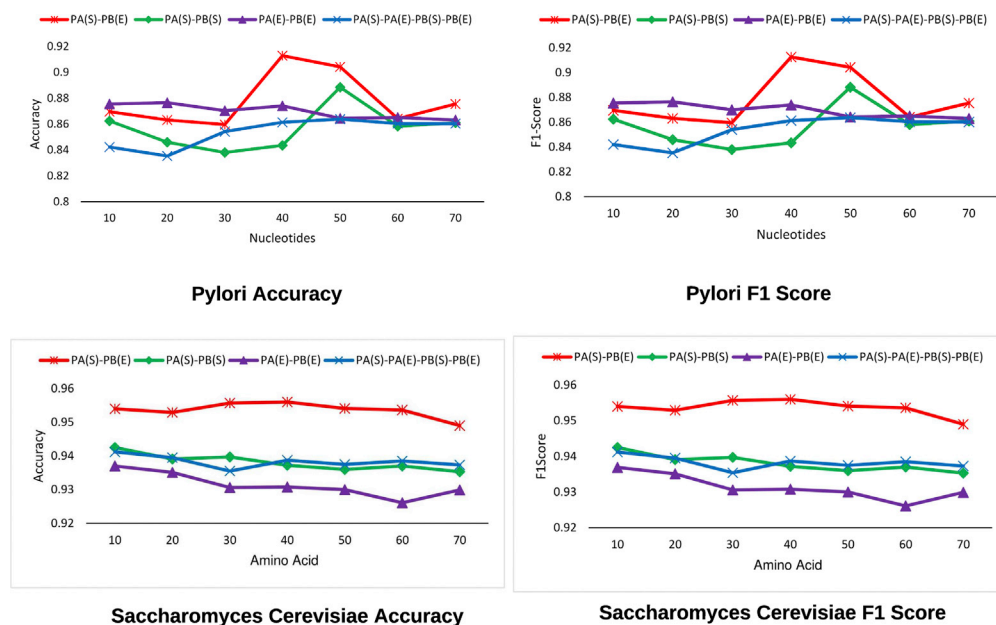 PA(S)-PB(E) PA(S)-PB(S) PA(E)-PB(E) PA(S)-PA(E)-PB(S)-PB(E)
0.92
0.9
0.88
0.86
0.84
0.82
0.8
Accuracy
10 20 30 40 50 60 70
Nucleotides
Pylori Accuracy
PA(S)-PB(E) PA(S)-PB(S) PA(E)-PB(E) PA(S)-PA(E)-PB(S)-PB(E)
0.92
0.9
0.88
0.86
0.84
0.82
0.8
F1-Score
10 20 30 40 50 60 70
Nucleotides
Pylori F1 Score
PA(S)-PB(E) PA(S)-PB(S) PA(E)-PB(E) PA(S)-PA(E)-PB(S)-PB(E)
0.96
0.95
0.94
0.93
0.92
Accuracy
10 20 30 40 50 60 70
Amino Acid
Saccharomyces Cerevisiae Accuracy
PA(S)-PB(E) PA(S)-PB(S) PA(E)-PB(E) PA(S)-PA(E)-PB(S)-PB(E)
0.96
0.95
0.94
0.93
0.92
F1Score
10 20 30 40 50 60 70
Amino Acid
Saccharomyces Cerevisiae F1 Score